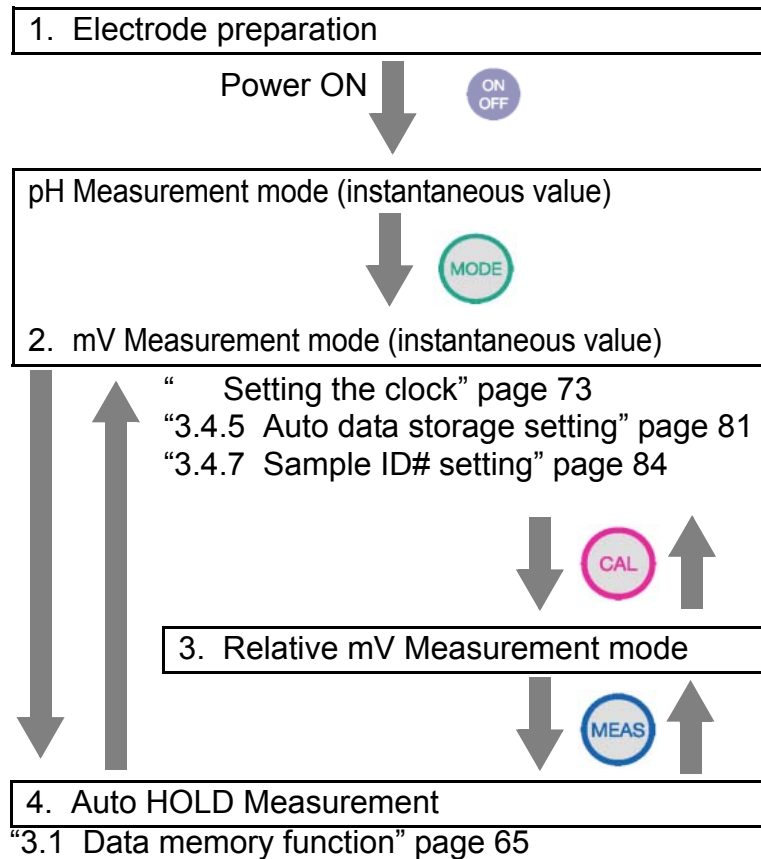 1. Electrode preparation
Power ON
ON
OFF
pH Measurement mode (instantaneous value)
MODE
2. mV Measurement mode (instantaneous value)
“ Setting the clock” page 73
“3.4.5 Auto data storage setting” page 81
“3.4.7 Sample ID# setting” page 84
CAL
3. Relative mV Measurement mode
MEAS
4. Auto HOLD Measurement
“3.1 Data memory function” page 65